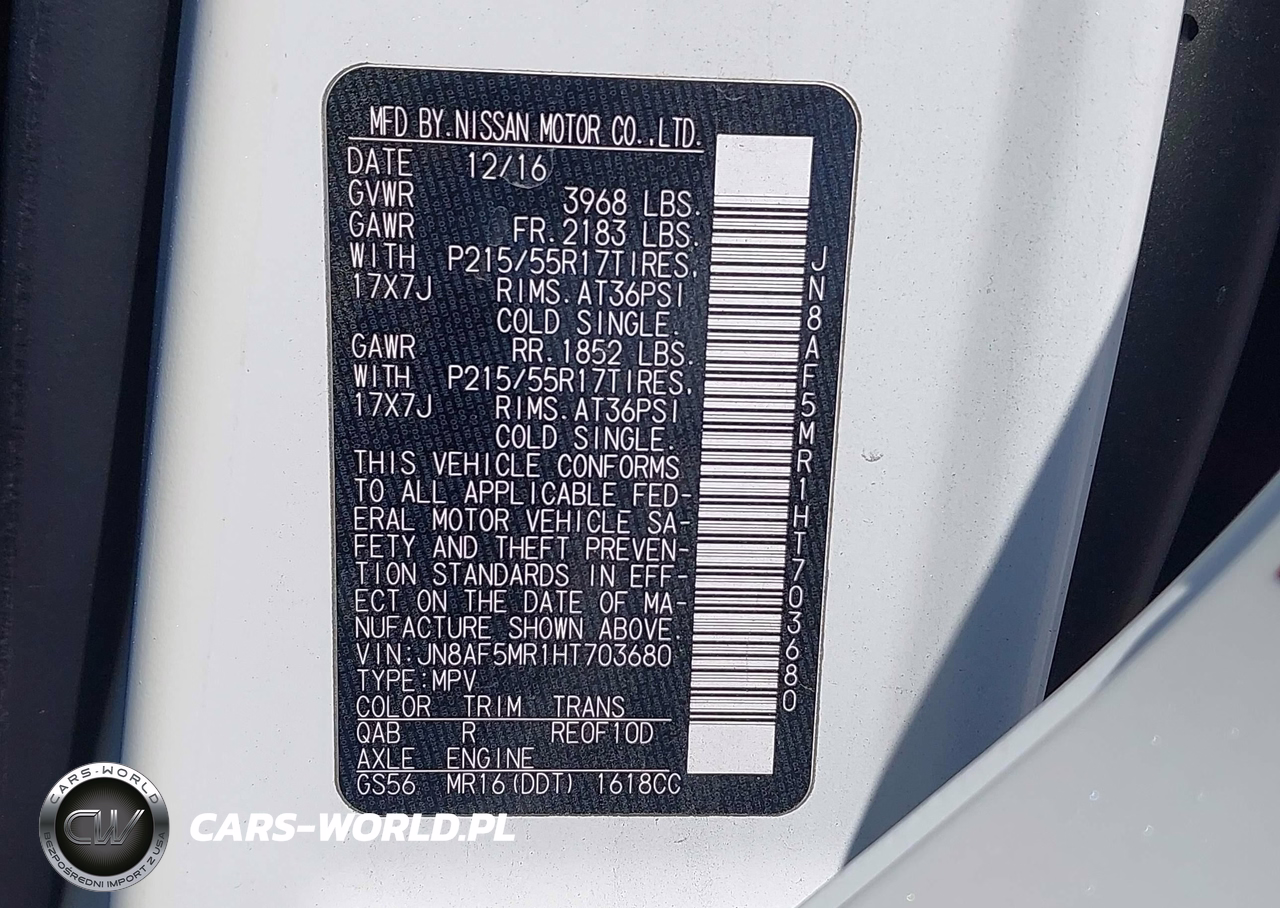 MFD BY.NISSAN MOTOR CO.,LTD.
DATE 12/16
GVWR 3968 LBS.
GAWR FR.2183 LBS.
WITH P215/55R17TIRES,
17X7J RIMS.AT36PSI
COLD SINGLE.
GAWR RR.1852 LBS.
WITH P215/55R17TIRES,
17X7J RIMS.AT36PSI
COLD SINGLE.
THIS VEHICLE CONFORMS
TO ALL APPLICABLE FED-
ERAL MOTOR VEHICLE SA-
FETY AND THEFT PREVEN-
TION STANDARDS IN EFF-
ECT ON THE DATE OF MA-
NUFACTURE SHOWN ABOVE.
VIN:JN8AF5MR1HT703680
TYPE:MPV
COLOR TRIM TRANS
QAB R RE0F10D
AXLE ENGINE
GS56 MR16(DDT) 1618CC
JN8AF5MR1HT703680
CARS-WORLD
CW
BEZPOŚREDNI IMPORT Z USA
CARS-WORLD.PL